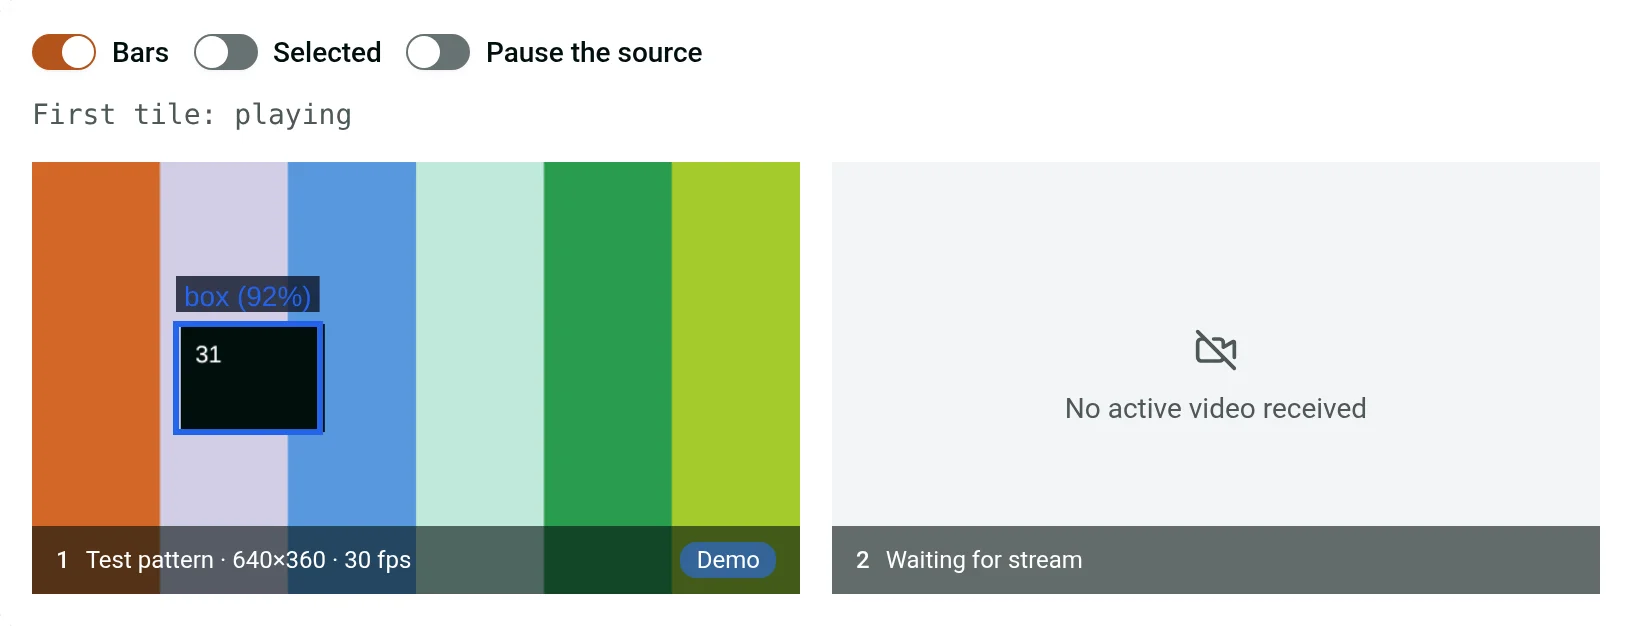 Bars Selected Pause the source
First tile: playing
box (92%)
31
No active video received
1 Test pattern · 640×360 · 30 fps Demo
2 Waiting for stream